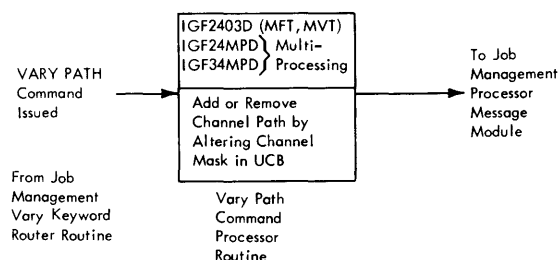 IGF2403D (MFT, MVT)
IGF24MPD } Multi-
IGF34MPD } Processing
VARY PATH
Command
Issued
Add or Remove
Channel Path by
Altering Channel
Mask in UCB
To Job
Management
Processor
Message
Module
From Job
Management
Vary Keyword
Router Routine
Vary Path
Command
Processor
Routine